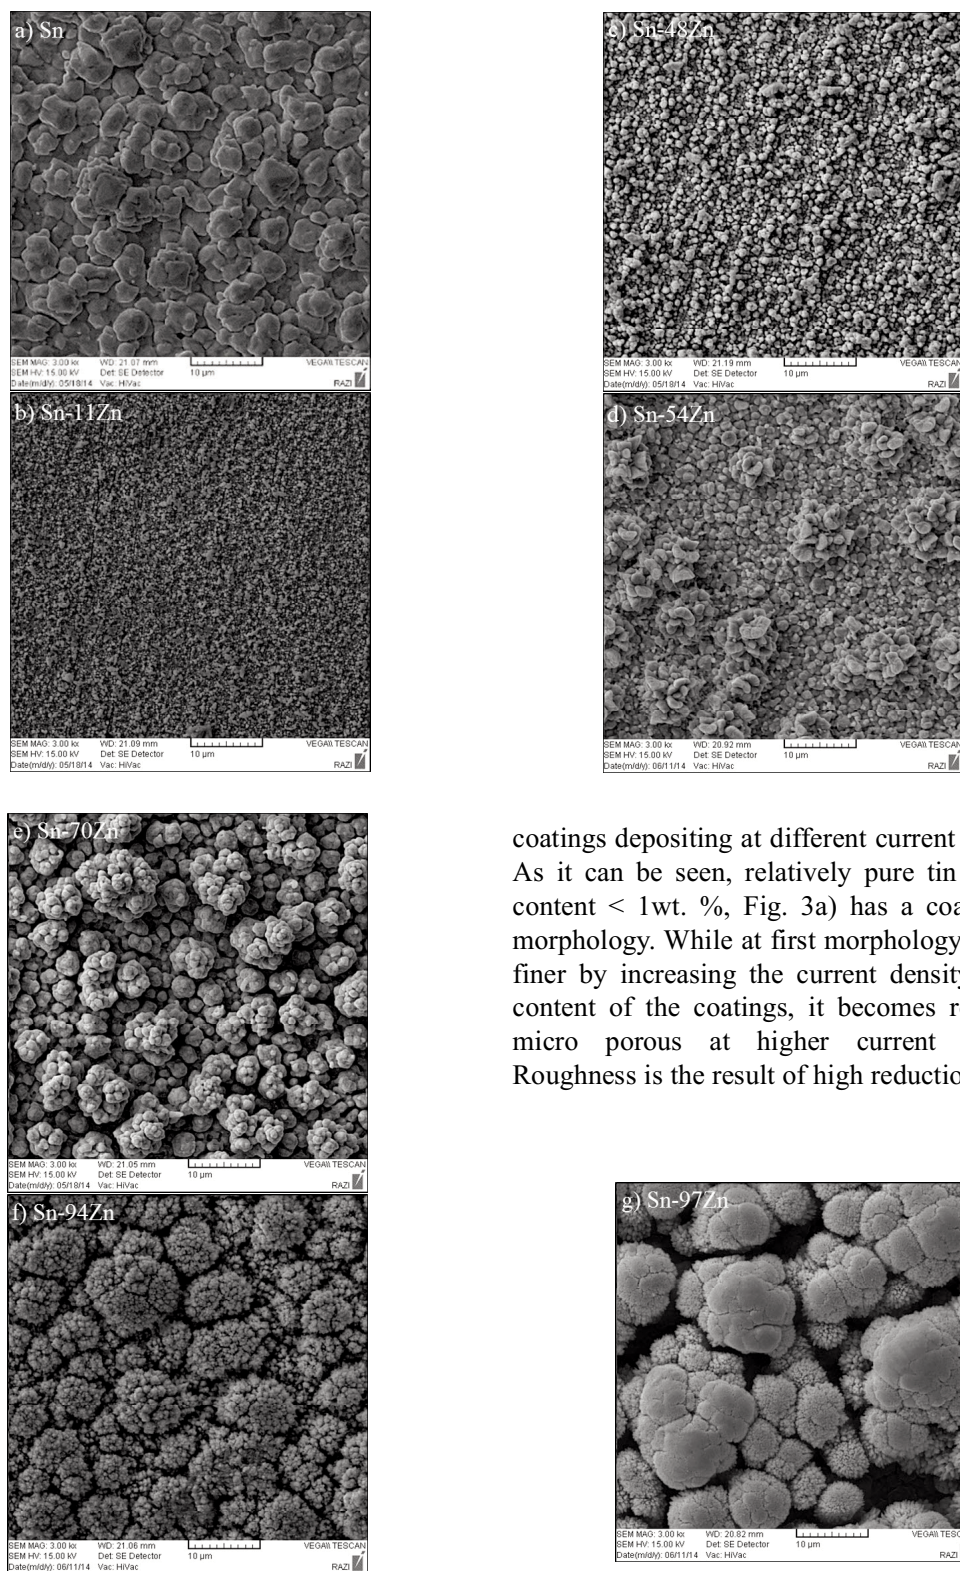 a) Sn
SEM MAG: 3.00 kx WD: 21.07 mm VEGA\\ TESCAN
SEM HV: 15.00 kV Det: SE Detector 10 µm
Date(m/d/y): 05/18/14 Vac: HiVac RAZI
b) Sn-11Zn
SEM MAG: 3.00 kx WD: 21.09 mm VEGA\\ TESCAN
SEM HV: 15.00 kV Det: SE Detector 10 µm
Date(m/d/y): 05/18/14 Vac: HiVac RAZI
c) Sn-48Zn
SEM MAG: 3.00 kx WD: 21.19 mm VEGA\\ TESCAN
SEM HV: 15.00 kV Det: SE Detector 10 µm
Date(m/d/y): 05/18/14 Vac: HiVac RAZI
d) Sn-54Zn
SEM MAG: 3.00 kx WD: 20.92 mm VEGA\\ TESCAN
SEM HV: 15.00 kV Det: SE Detector 10 µm
Date(m/d/y): 06/11/14 Vac: HiVac RAZI
e) Sn-70Zn
SEM MAG: 3.00 kx WD: 21.05 mm VEGA\\ TESCAN
SEM HV: 15.00 kV Det: SE Detector 10 µm
Date(m/d/y): 05/18/14 Vac: HiVac RAZI
f) Sn-94Zn
SEM MAG: 3.00 kx WD: 21.06 mm VEGA\\ TESCAN
SEM HV: 15.00 kV Det: SE Detector 10 µm
Date(m/d/y): 06/11/14 Vac: HiVac RAZI
coatings depositing at different current
As it can be seen, relatively pure tin
content < 1wt. %, Fig. 3a) has a coa
morphology. While at first morphology
finer by increasing the current density
content of the coatings, it becomes r
micro porous at higher current
Roughness is the result of high reductio
g) Sn-97Zn
SEM MAG: 3.00 kx WD: 20.82 mm VEGA\\ TESC
SEM HV: 15.00 kV Det: SE Detector 10 µm
Date(m/d/y): 06/11/14 Vac: HiVac RAZI